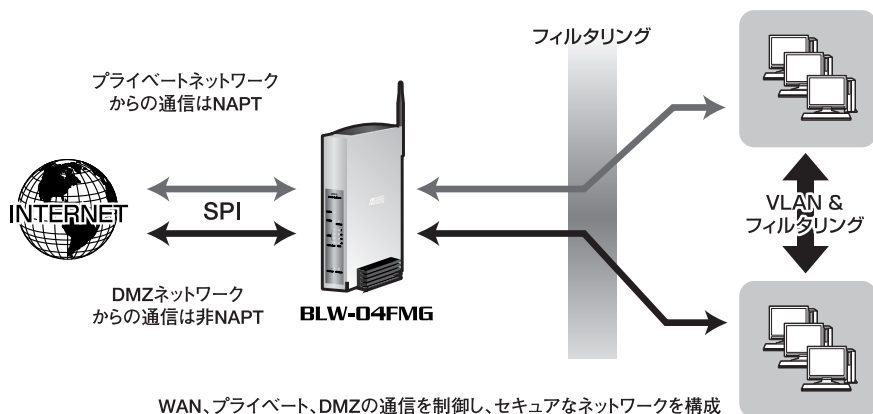 フィルタリング
プライベートネットワーク
からの通信はNAPT
INTERNET
SPI
VLAN &
フィルタリング
DMZネットワーク
からの通信は非NAPT
BLW-04FMG
WAN、プライベート、DMZの通信を制御し、セキュアなネットワークを構成